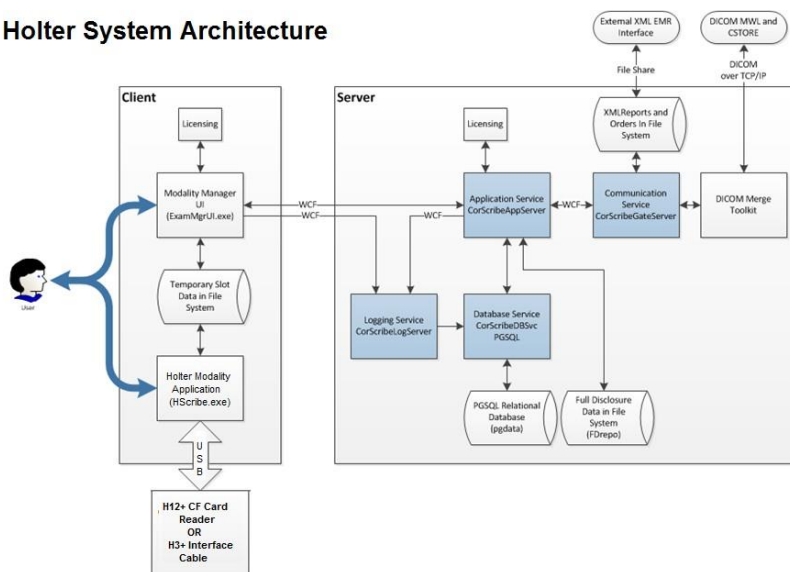 Holter System Architecture
External XML EMR
Interface
DICOM MWL and
CSTORE
File Share
DICOM
over TCP/IP
Client
Server
Licensing
Licensing
XMLReports and
Orders In File
System
Modality Manager
UI
(ExamMgrUI.exe)
WCF
WCF
WCF
Application Service
CorScribeAppServer
WCF
Communication
Service
CorScribeGateServer
DICOM Merge
Toolkit
User
Temporary Slot
Data in File
System
Logging Service
CorScribeLogServer
Database Service
CorScribeDBSvc
PGSQL
Holter Modality
Application
(HScribe.exe)
PGSQL Relational
Database
(pgdata)
Full Disclosure
Data in File
System
(FDrepo)
U
S
B
H12+ CF Card
Reader
OR
H3+ Interface
Cable